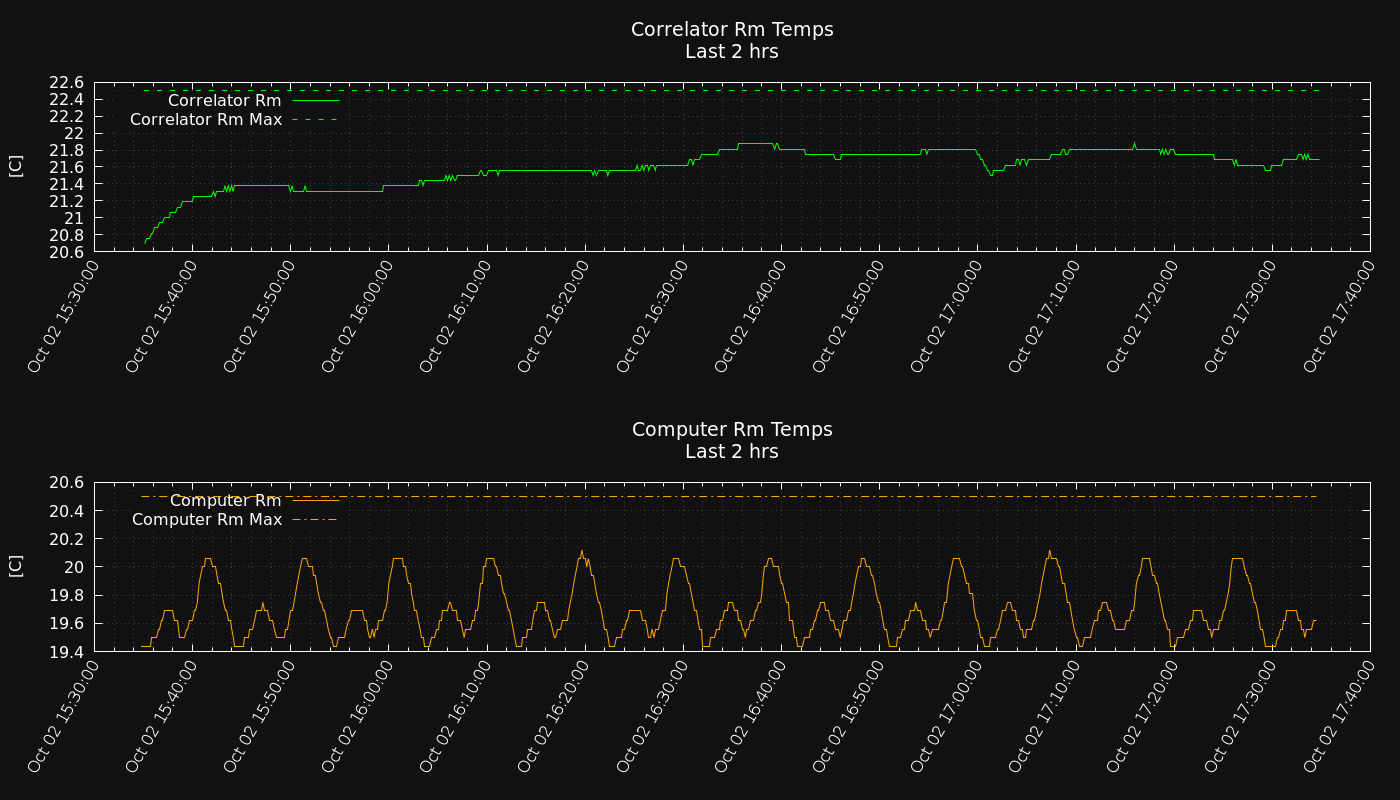 Correlator Rm Temps
Last 2 hrs
22.6
22.4
22.2
22
21.8
21.6
21.4
21.2
21
20.8
20.6
[C]
Correlator Rm
Correlator Rm Max
Oct 02 15:30:00
Oct 02 15:40:00
Oct 02 15:50:00
Oct 02 16:00:00
Oct 02 16:10:00
Oct 02 16:20:00
Oct 02 16:30:00
Oct 02 16:40:00
Oct 02 16:50:00
Oct 02 17:00:00
Oct 02 17:10:00
Oct 02 17:20:00
Oct 02 17:30:00
Oct 02 17:40:00
Computer Rm Temps
Last 2 hrs
20.6
20.4
20.2
20
19.8
19.6
19.4
[C]
Computer Rm
Computer Rm Max
Oct 02 15:30:00
Oct 02 15:40:00
Oct 02 15:50:00
Oct 02 16:00:00
Oct 02 16:10:00
Oct 02 16:20:00
Oct 02 16:30:00
Oct 02 16:40:00
Oct 02 16:50:00
Oct 02 17:00:00
Oct 02 17:10:00
Oct 02 17:20:00
Oct 02 17:30:00
Oct 02 17:40:00